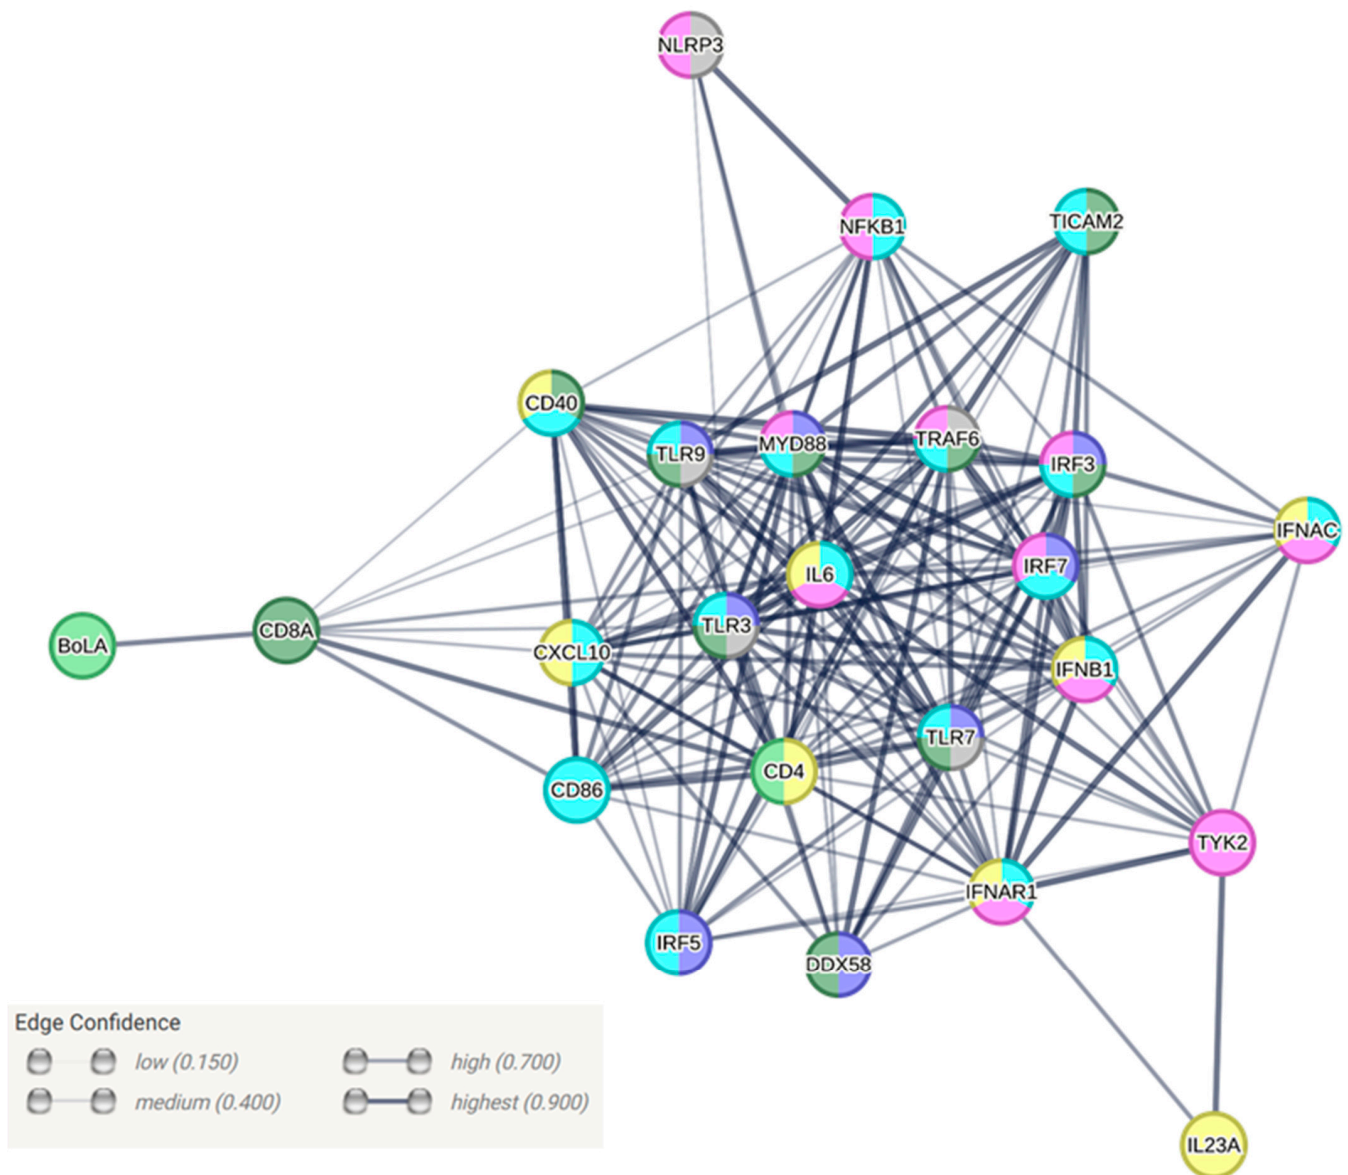 NLRP3
NFKB1
TICAM2
CD40
TLR9
MYD88
TRAF6
IRF3
IFNAC
IL6
IRF7
BoLA
CD8A
CXCL10
TLR3
IFNB1
TLR7
CD86
CD4
TYK2
IFNAR1
IRF5
DDX58
IL23A
Edge Confidence
low (0.150)
high (0.700)
medium (0.400)
highest (0.900)